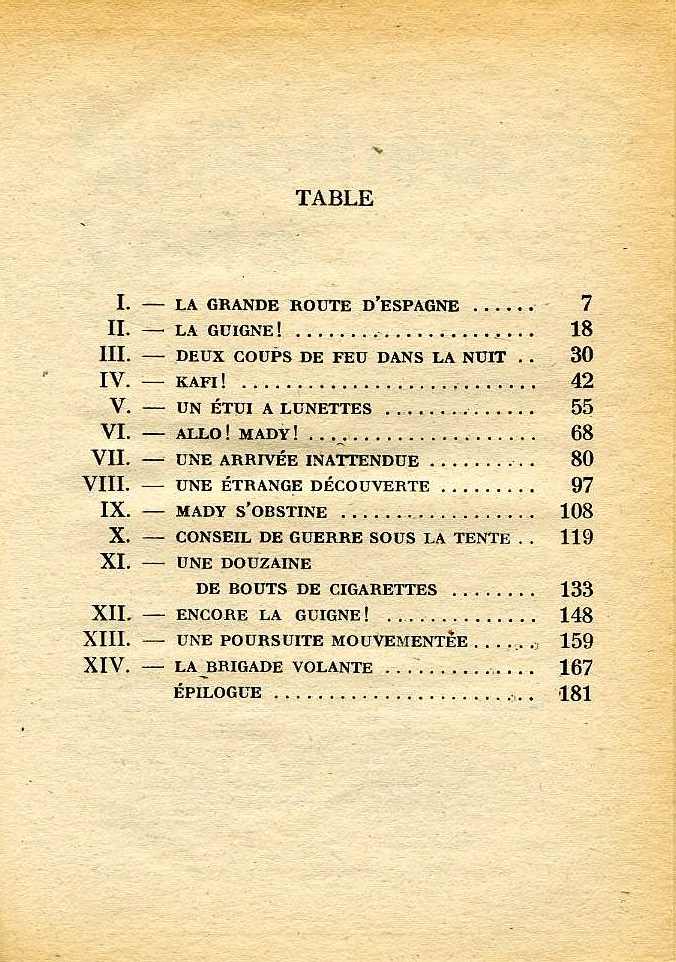 TABLE
I. — LA GRANDE ROUTE D'ESPAGNE ...... 7
II. — LA GUIGNE! ....................... 18
III. — DEUX COUPS DE FEU DANS LA NUIT .. 30
IV. — KAFI! ............................ 42
V. — UN ÉTUI A LUNETTES .............. 55
VI. — ALLO! MADY! ...................... 68
VII. — UNE ARRIVÉE INATTENDUE .......... 80
VIII. — UNE ÉTRANGE DÉCOUVERTE ......... 97
IX. — MADY S'OBSTINE .................. 108
X. — CONSEIL DE GUERRE SOUS LA TENTE .. 119
XI. — UNE DOUZAINE
DE BOUTS DE CIGARETTES ........ 133
XII. — ENCORE LA GUIGNE! .............. 148
XIII. — UNE POURSUITE MOUVEMENTÉE ...... 159
XIV. — LA BRIGADE VOLANTE .............. 167
ÉPILOGUE ......................... 181